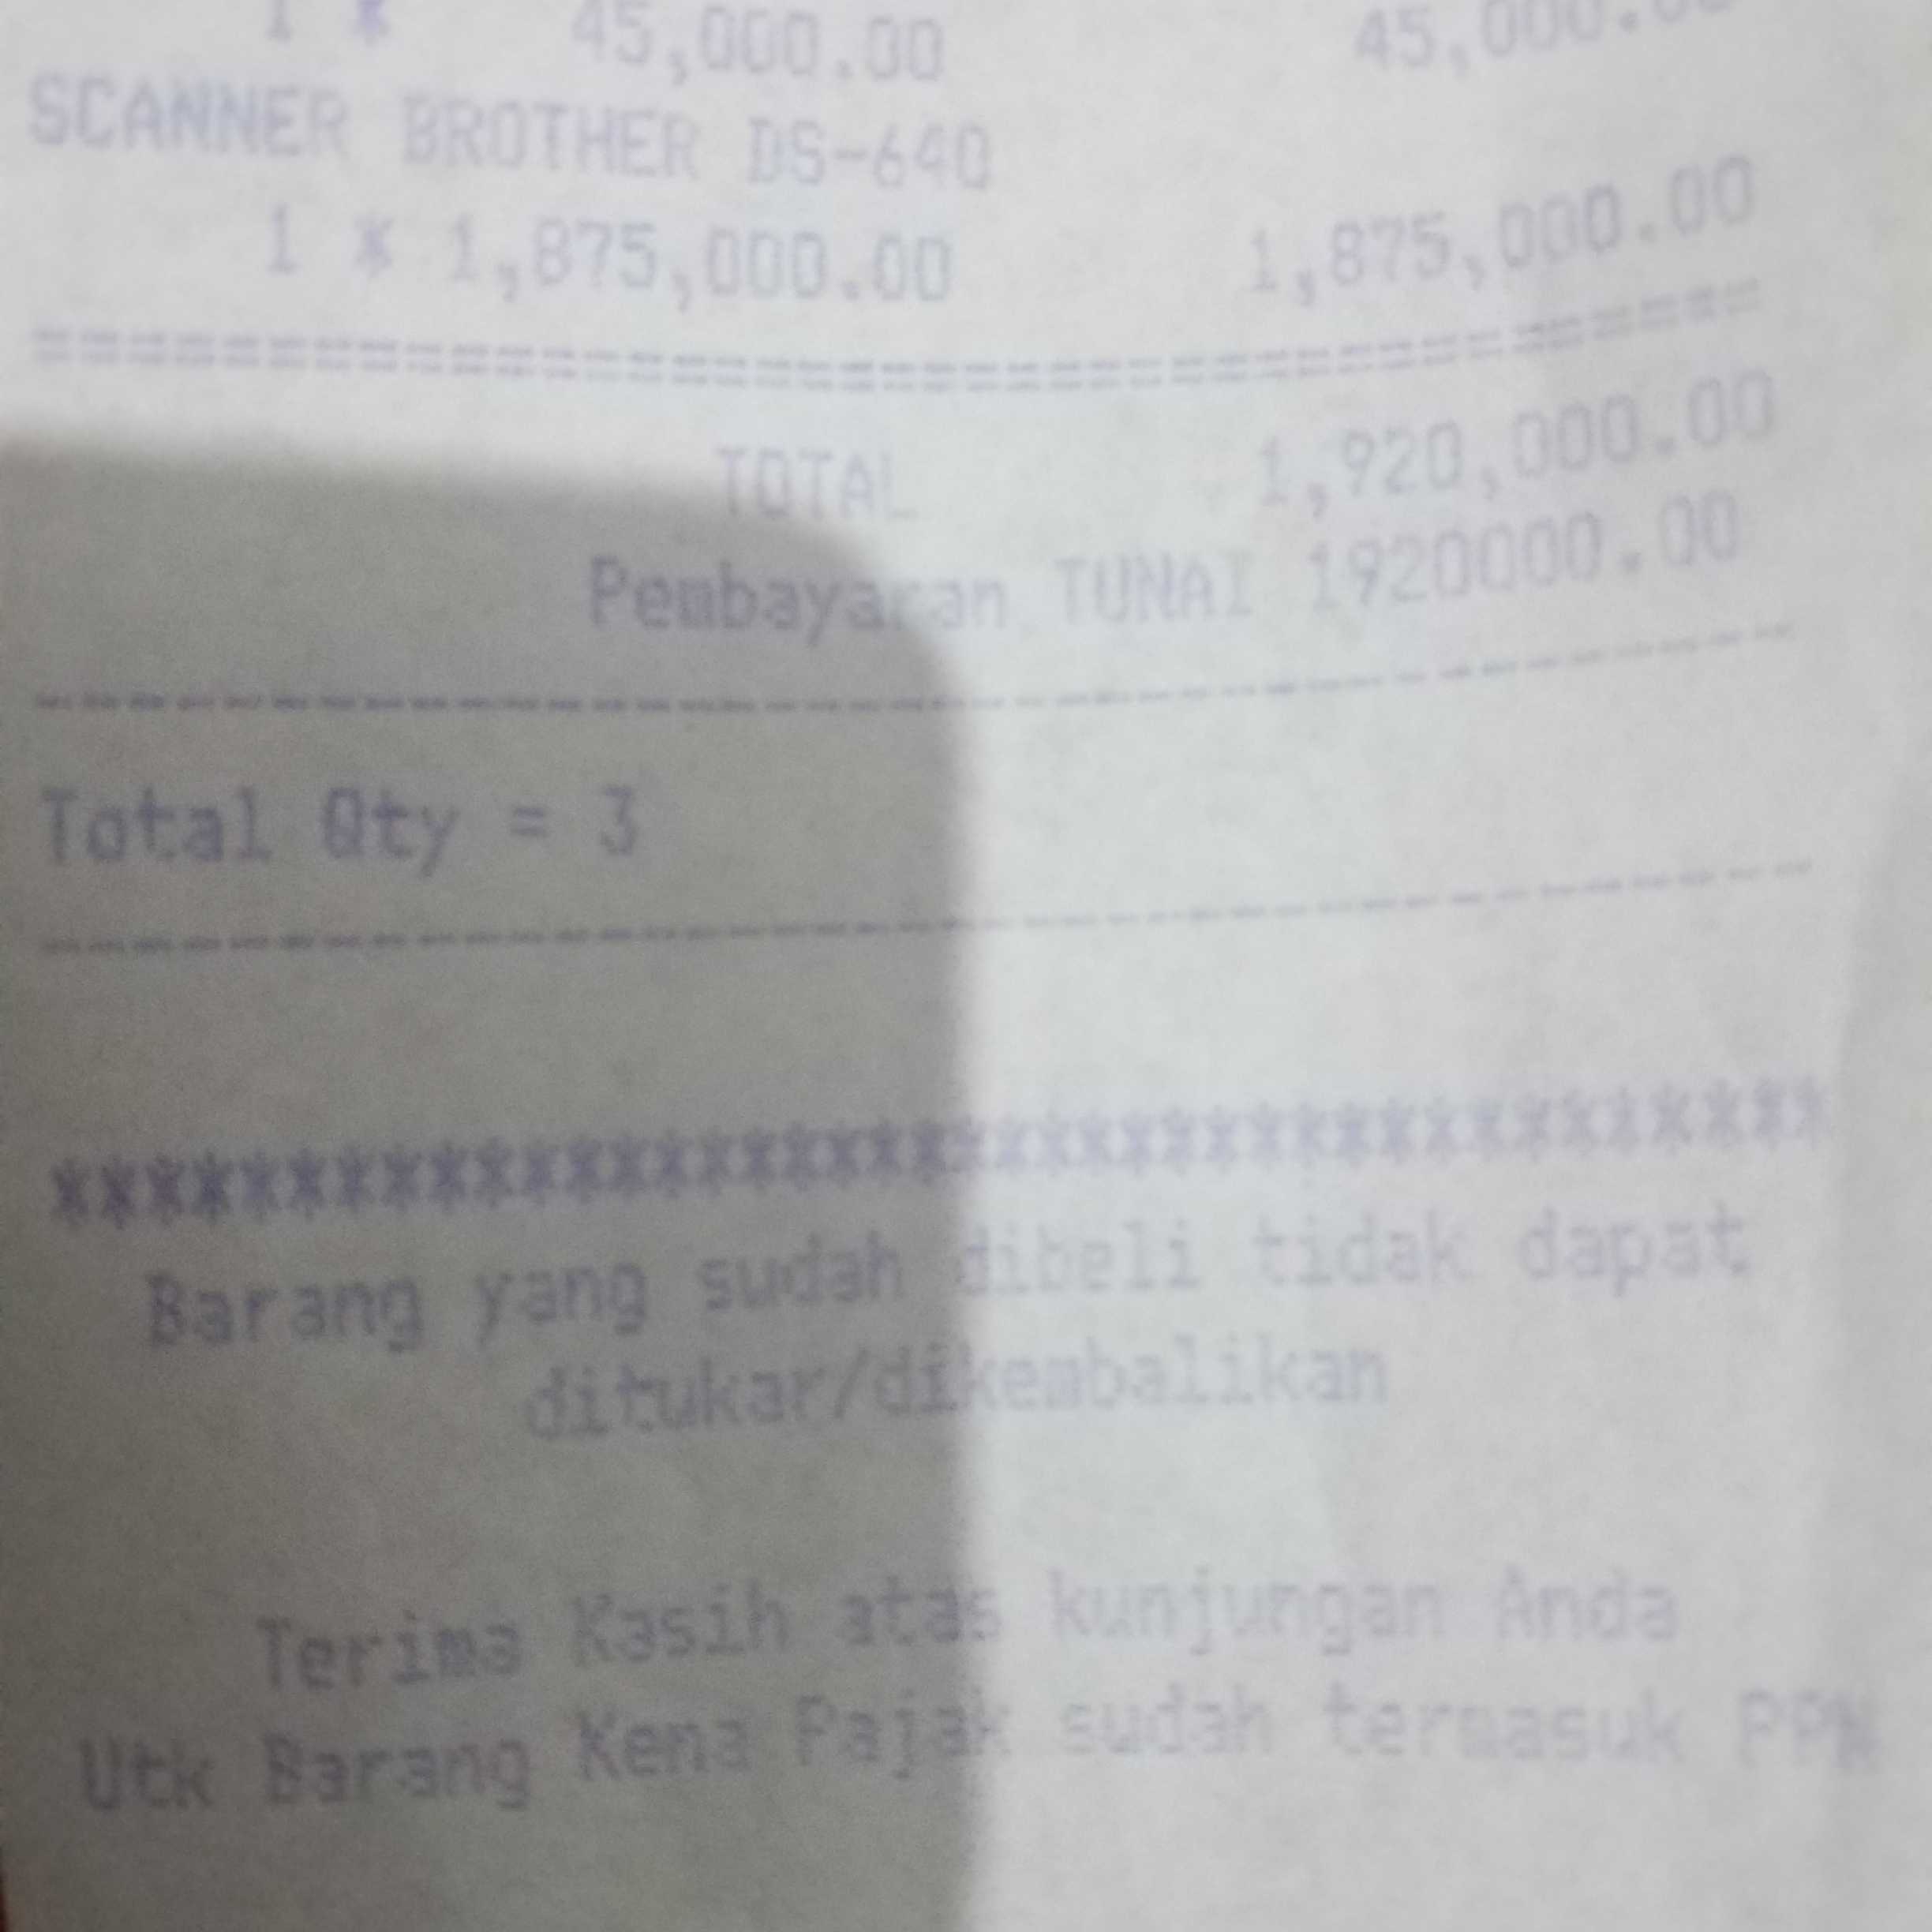 1 * 45,000.00 45,000.00
SCANNER BROTHER DS-640
1 * 1,875,000.00 1,875,000.00
======================================
TOTAL 1,920,000.00
Pembayaran TUNAI 1920000.00
--------------------------------------
Total Qty = 3
--------------------------------------
**************************************
Barang yang sudah dibeli tidak dapat
ditukar/dikembalikan
Terima Kasih atas kunjungan Anda
Utk Barang Kena Pajak sudah termasuk PPN